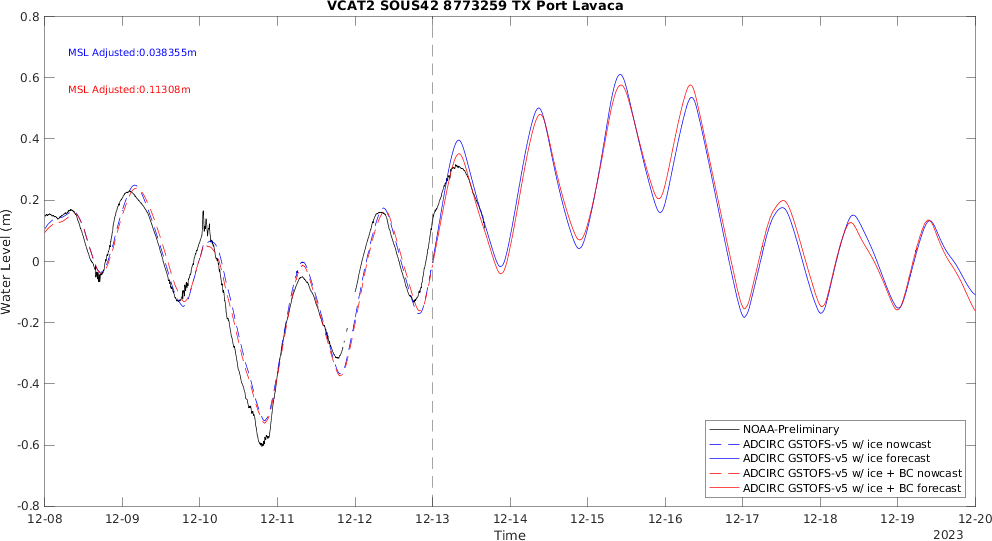 VCAT2 SOUS42 8773259 TX Port Lavaca
MSL Adjusted:0.038355m
MSL Adjusted:0.11308m
Water Level (m)
0.8
0.6
0.4
0.2
0
-0.2
-0.4
-0.6
-0.8
NOAA-Preliminary
ADCIRC GSTOFS-v5 w/ ice nowcast
ADCIRC GSTOFS-v5 w/ ice forecast
ADCIRC GSTOFS-v5 w/ ice + BC nowcast
ADCIRC GSTOFS-v5 w/ ice + BC forecast
12-08 12-09 12-10 12-11 12-12 12-13 12-14 12-15 12-16 12-17 12-18 12-19 12-20
Time
2023